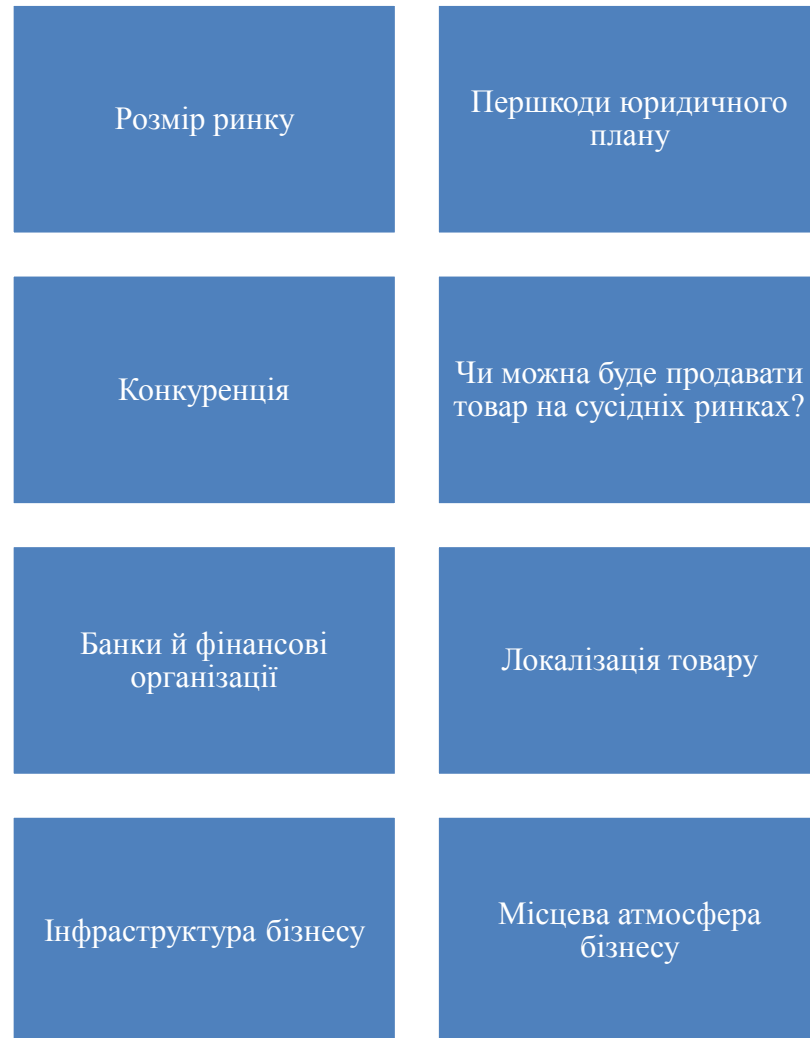 Розмір ринку
Першкоди юридичного
плану
Конкуренція
Чи можна буде продавати
товар на сусідніх ринках?
Банки й фінансові
організації
Локалізація товару
Інфраструктура бізнесу
Місцева атмосфера
бізнесу